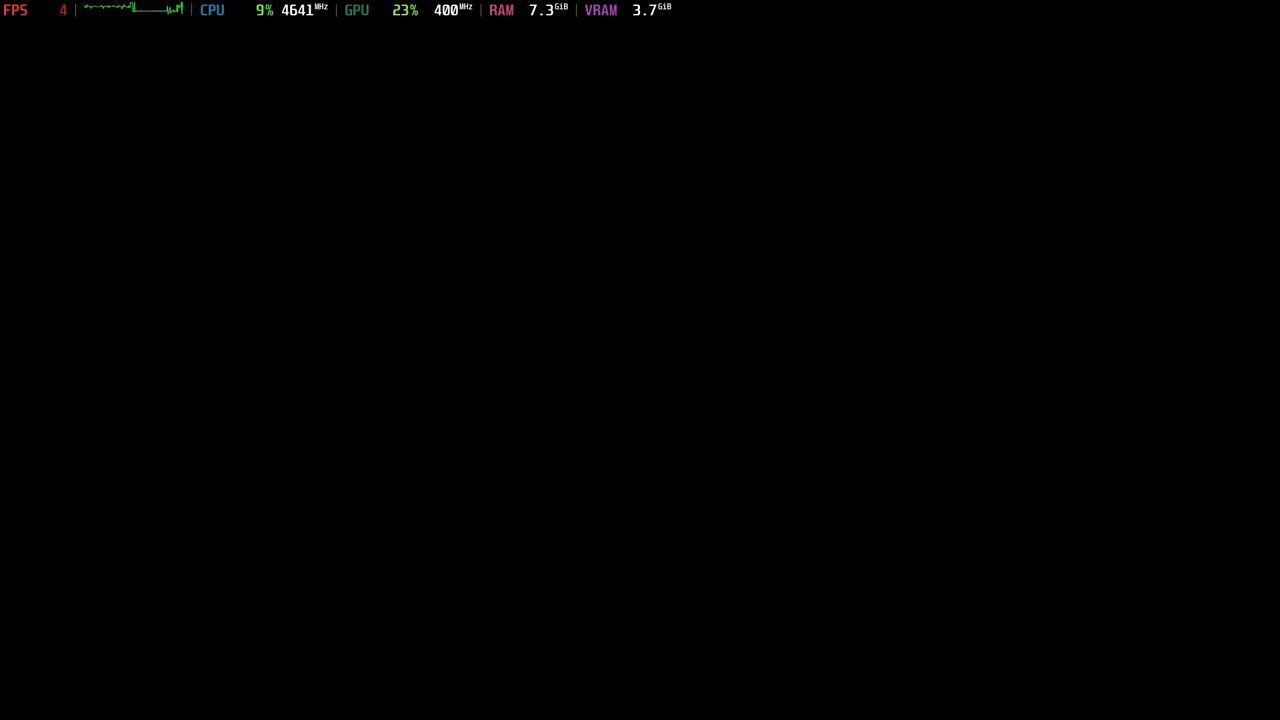 FPS 4 | CPU 9% 4641MHz | GPU 23% 400MHz | RAM 7.3GiB | VRAM 3.7GiB